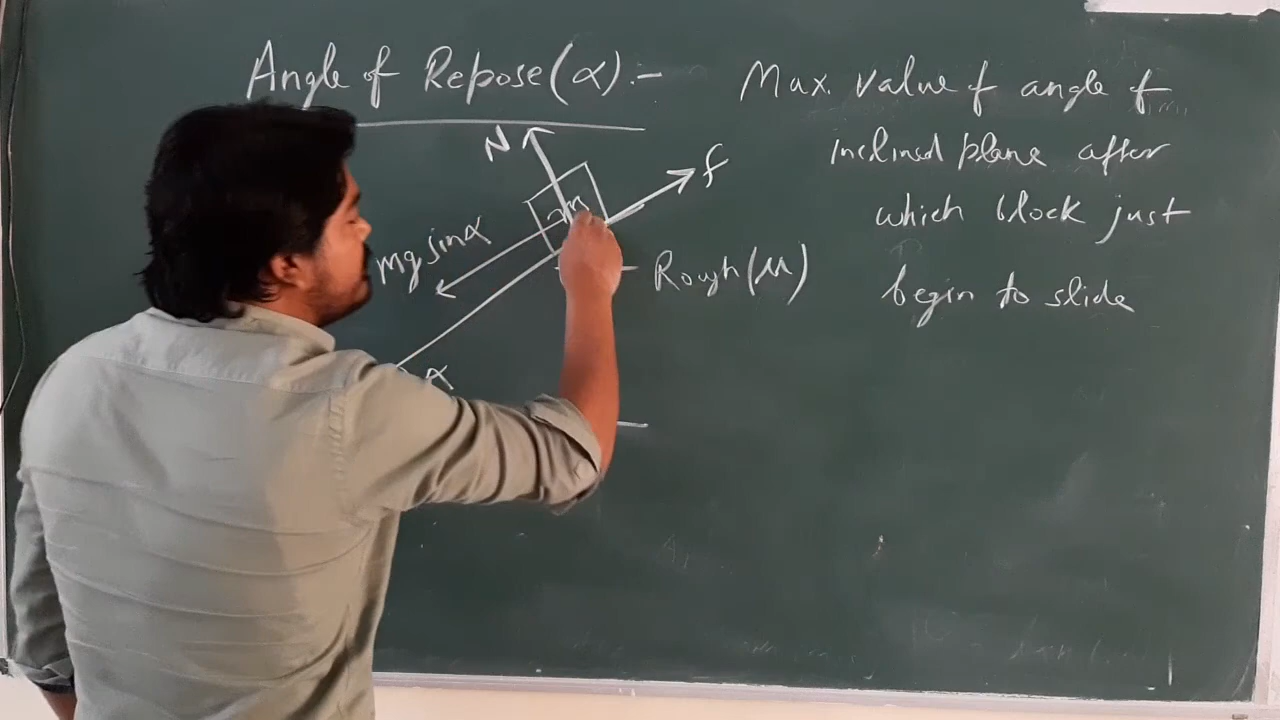 Angle of Repose (α) :-
Max. value of angle of
inclined plane after
which block just
begin to slide
N
f
m
mg sinα
Rough (μ)
α